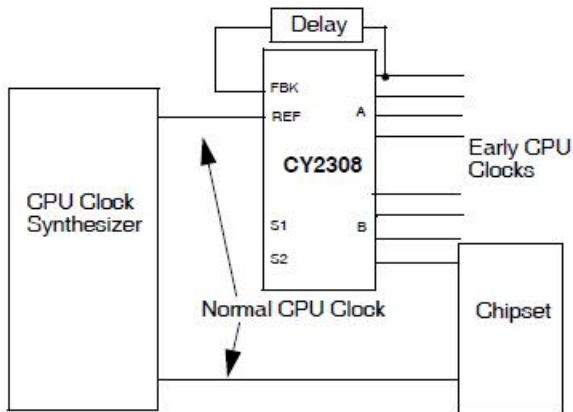 Delay
FBK
REF
A
CY2308
Early CPU
Clocks
CPU Clock
Synthesizer
S1
B
S2
Normal CPU Clock
Chipset